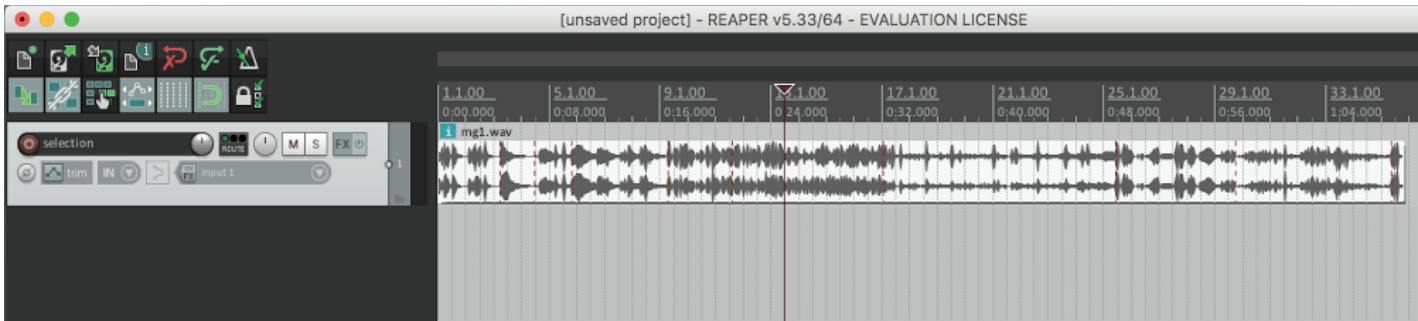 [unsaved project] - REAPER v5.33/64 - EVALUATION LICENSE
1.1.00 5.1.00 9.1.00 13.1.00 17.1.00 21.1.00 25.1.00 29.1.00 33.1.00
0:00.000 0:08.000 0:16.000 0:24.000 0:32.000 0:40.000 0:48.000 0:56.000 1:04.000
i mg1.wav
selection ROUTE M S FX 1
trim IN IN FX Input 1